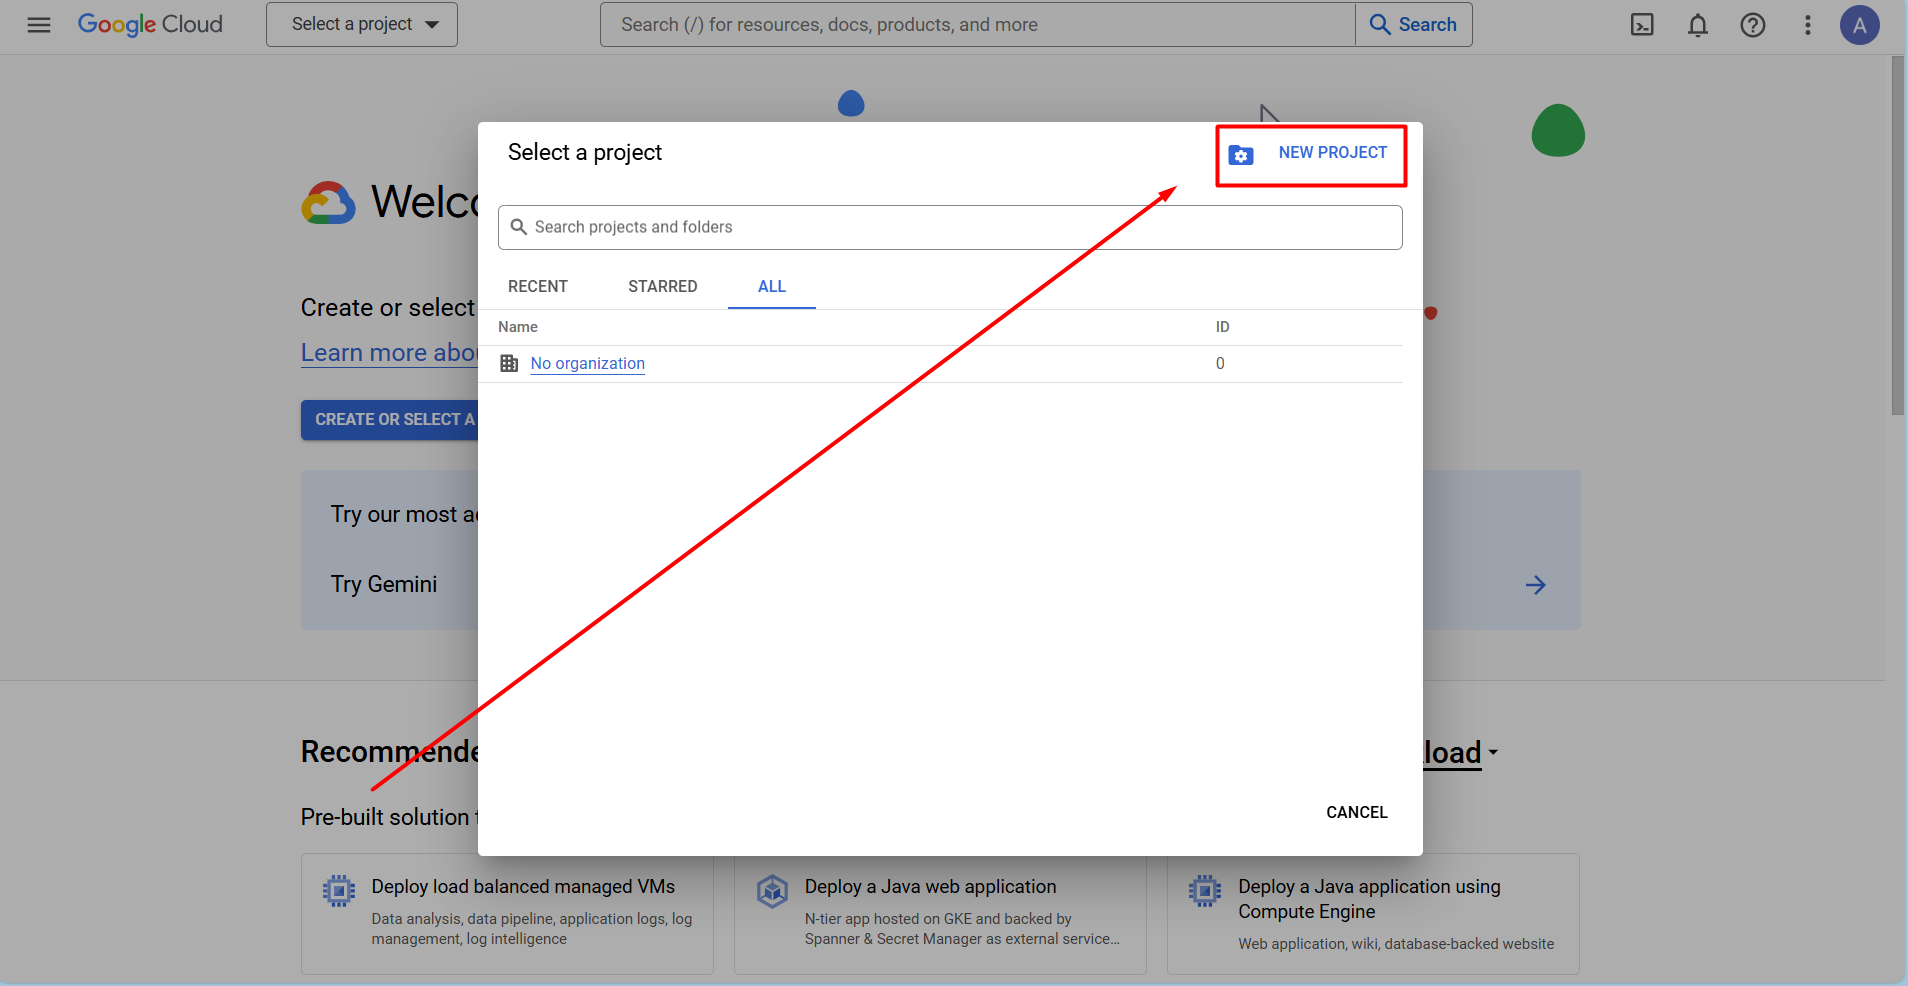 Google Cloud
Select a project
Search (/) for resources, docs, products, and more
Search
A
Select a project
NEW PROJECT
Search projects and folders
RECENT STARRED ALL
Name ID
No organization 0
CANCEL
Create or select
Learn more
CREATE OR SELECT A
Try our most
Try Gemini
Pre-built solution
Deploy load balanced managed VMs
Data analysis, data pipeline, application logs, log
management, log intelligence
Deploy a Java web application
N-tier app hosted on GKE and backed by
Spanner & Secret Manager as external service…
Deploy a Java application using
Compute Engine
Web application, wiki, database-backed website